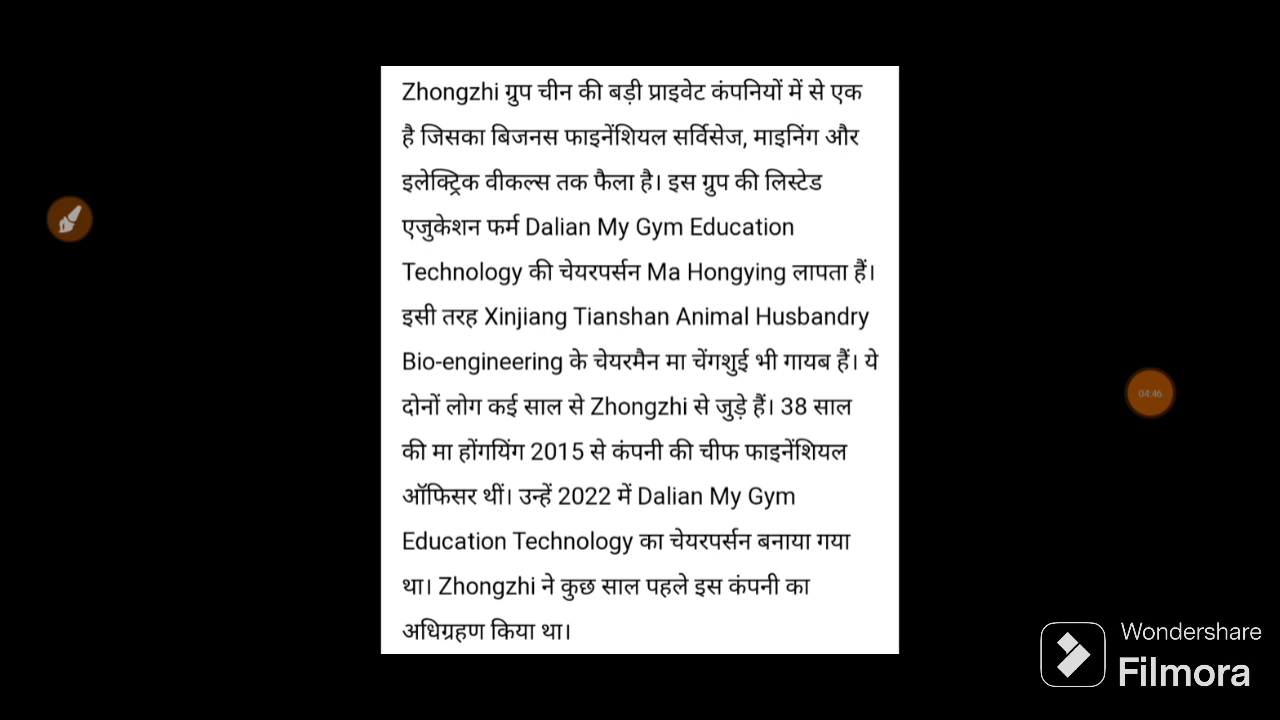 Zhongzhi ग्रुप चीन की बड़ी प्राइवेट कंपनियों में से एक
है जिसका बिजनस फाइनेंशियल सर्विसेज, माइनिंग और
इलेक्ट्रिक वीकल्स तक फैला है। इस ग्रुप की लिस्टेड
एजुकेशन फर्म Dalian My Gym Education
Technology की चेयरपर्सन Ma Hongying लापता हैं।
इसी तरह Xinjiang Tianshan Animal Husbandry
Bio-engineering के चेयरमैन मा चेंगशुई भी गायब हैं। ये
दोनों लोग कई साल से Zhongzhi से जुड़े हैं। 38 साल
की मा होंगयिंग 2015 से कंपनी की चीफ फाइनेंशियल
ऑफिसर थीं। उन्हें 2022 में Dalian My Gym
Education Technology का चेयरपर्सन बनाया गया
था। Zhongzhi ने कुछ साल पहले इस कंपनी का
अधिग्रहण किया था।
04:46
Wondershare
Filmora